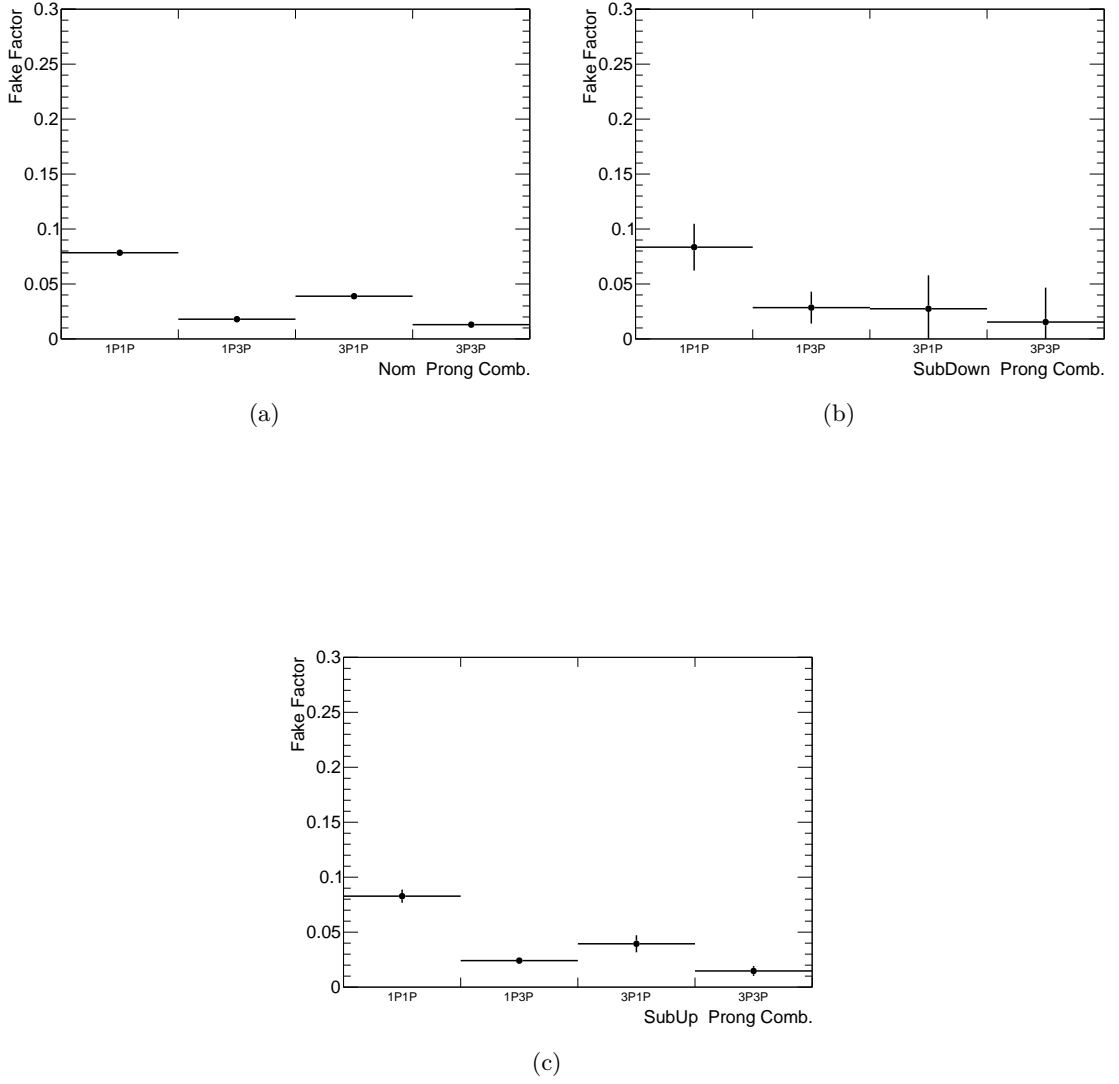 Fake Factor
0.3
0.25
0.2
0.15
0.1
0.05
0
1P1P 1P3P 3P1P 3P3P
Nom Prong Comb.
(a)
Fake Factor
0.3
0.25
0.2
0.15
0.1
0.05
0
1P1P 1P3P 3P1P 3P3P
SubDown Prong Comb.
(b)
Fake Factor
0.3
0.25
0.2
0.15
0.1
0.05
0
1P1P 1P3P 3P1P 3P3P
SubUp Prong Comb.
(c)